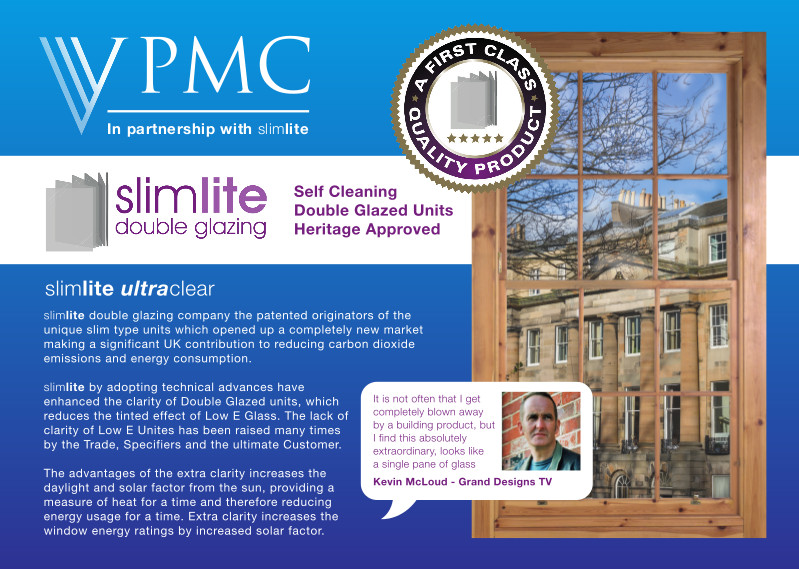 PMC
In partnership with slimlite
A FIRST CLASS
QUALITY PRODUCT
slimlite
double glazing
Self Cleaning
Double Glazed Units
Heritage Approved
slimlite ultraclear
slimlite double glazing company the patented originators of the
unique slim type units which opened up a completely new market
making a significant UK contribution to reducing carbon dioxide
emissions and energy consumption.
slimlite by adopting technical advances have
enhanced the clarity of Double Glazed units, which
reduces the tinted effect of Low E Glass. The lack of
clarity of Low E Unites has been raised many times
by the Trade, Specifiers and the ultimate Customer.
The advantages of the extra clarity increases the
daylight and solar factor from the sun, providing a
measure of heat for a time and therefore reducing
energy usage for a time. Extra clarity increases the
window energy ratings by increased solar factor.
It is not often that I get
completely blown away
by a building product, but
I find this absolutely
extraordinary, looks like
a single pane of glass
Kevin McLoud - Grand Designs TV